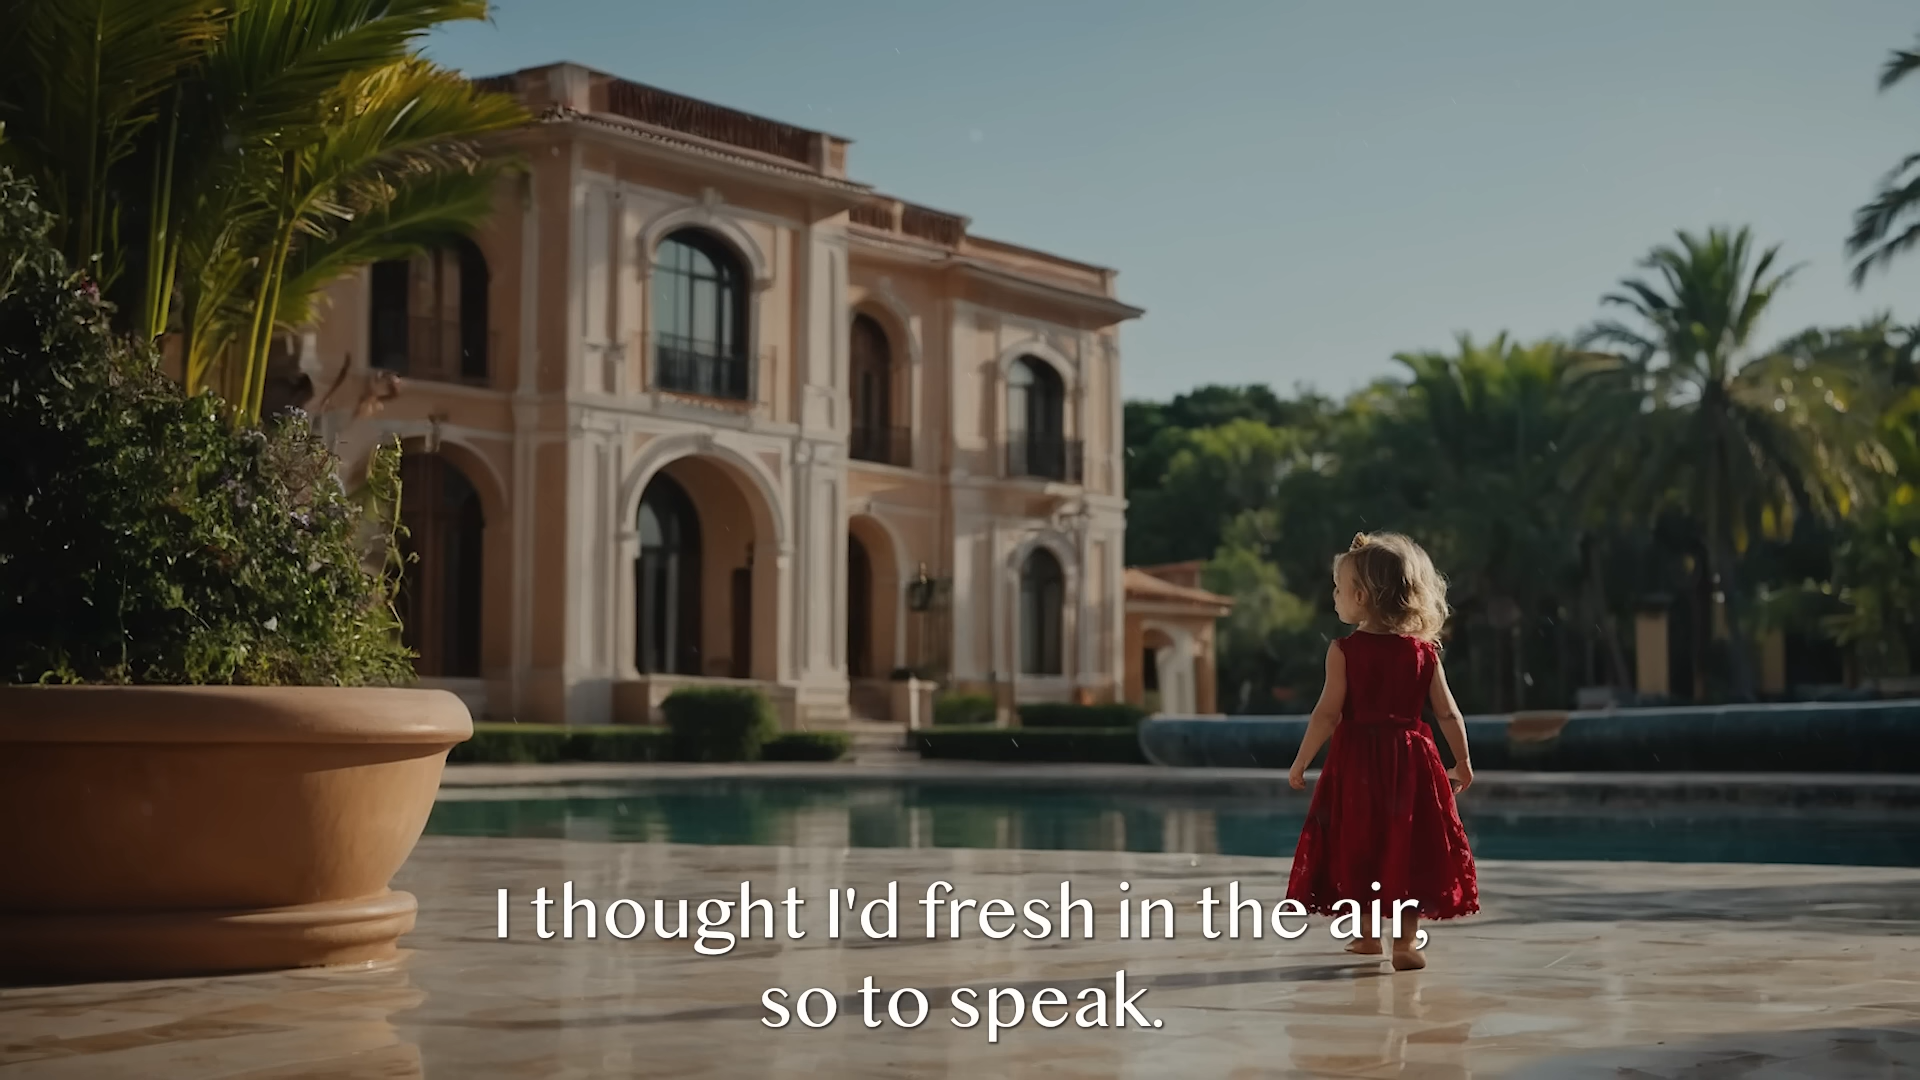 I thought I'd fresh in the air,
so to speak.